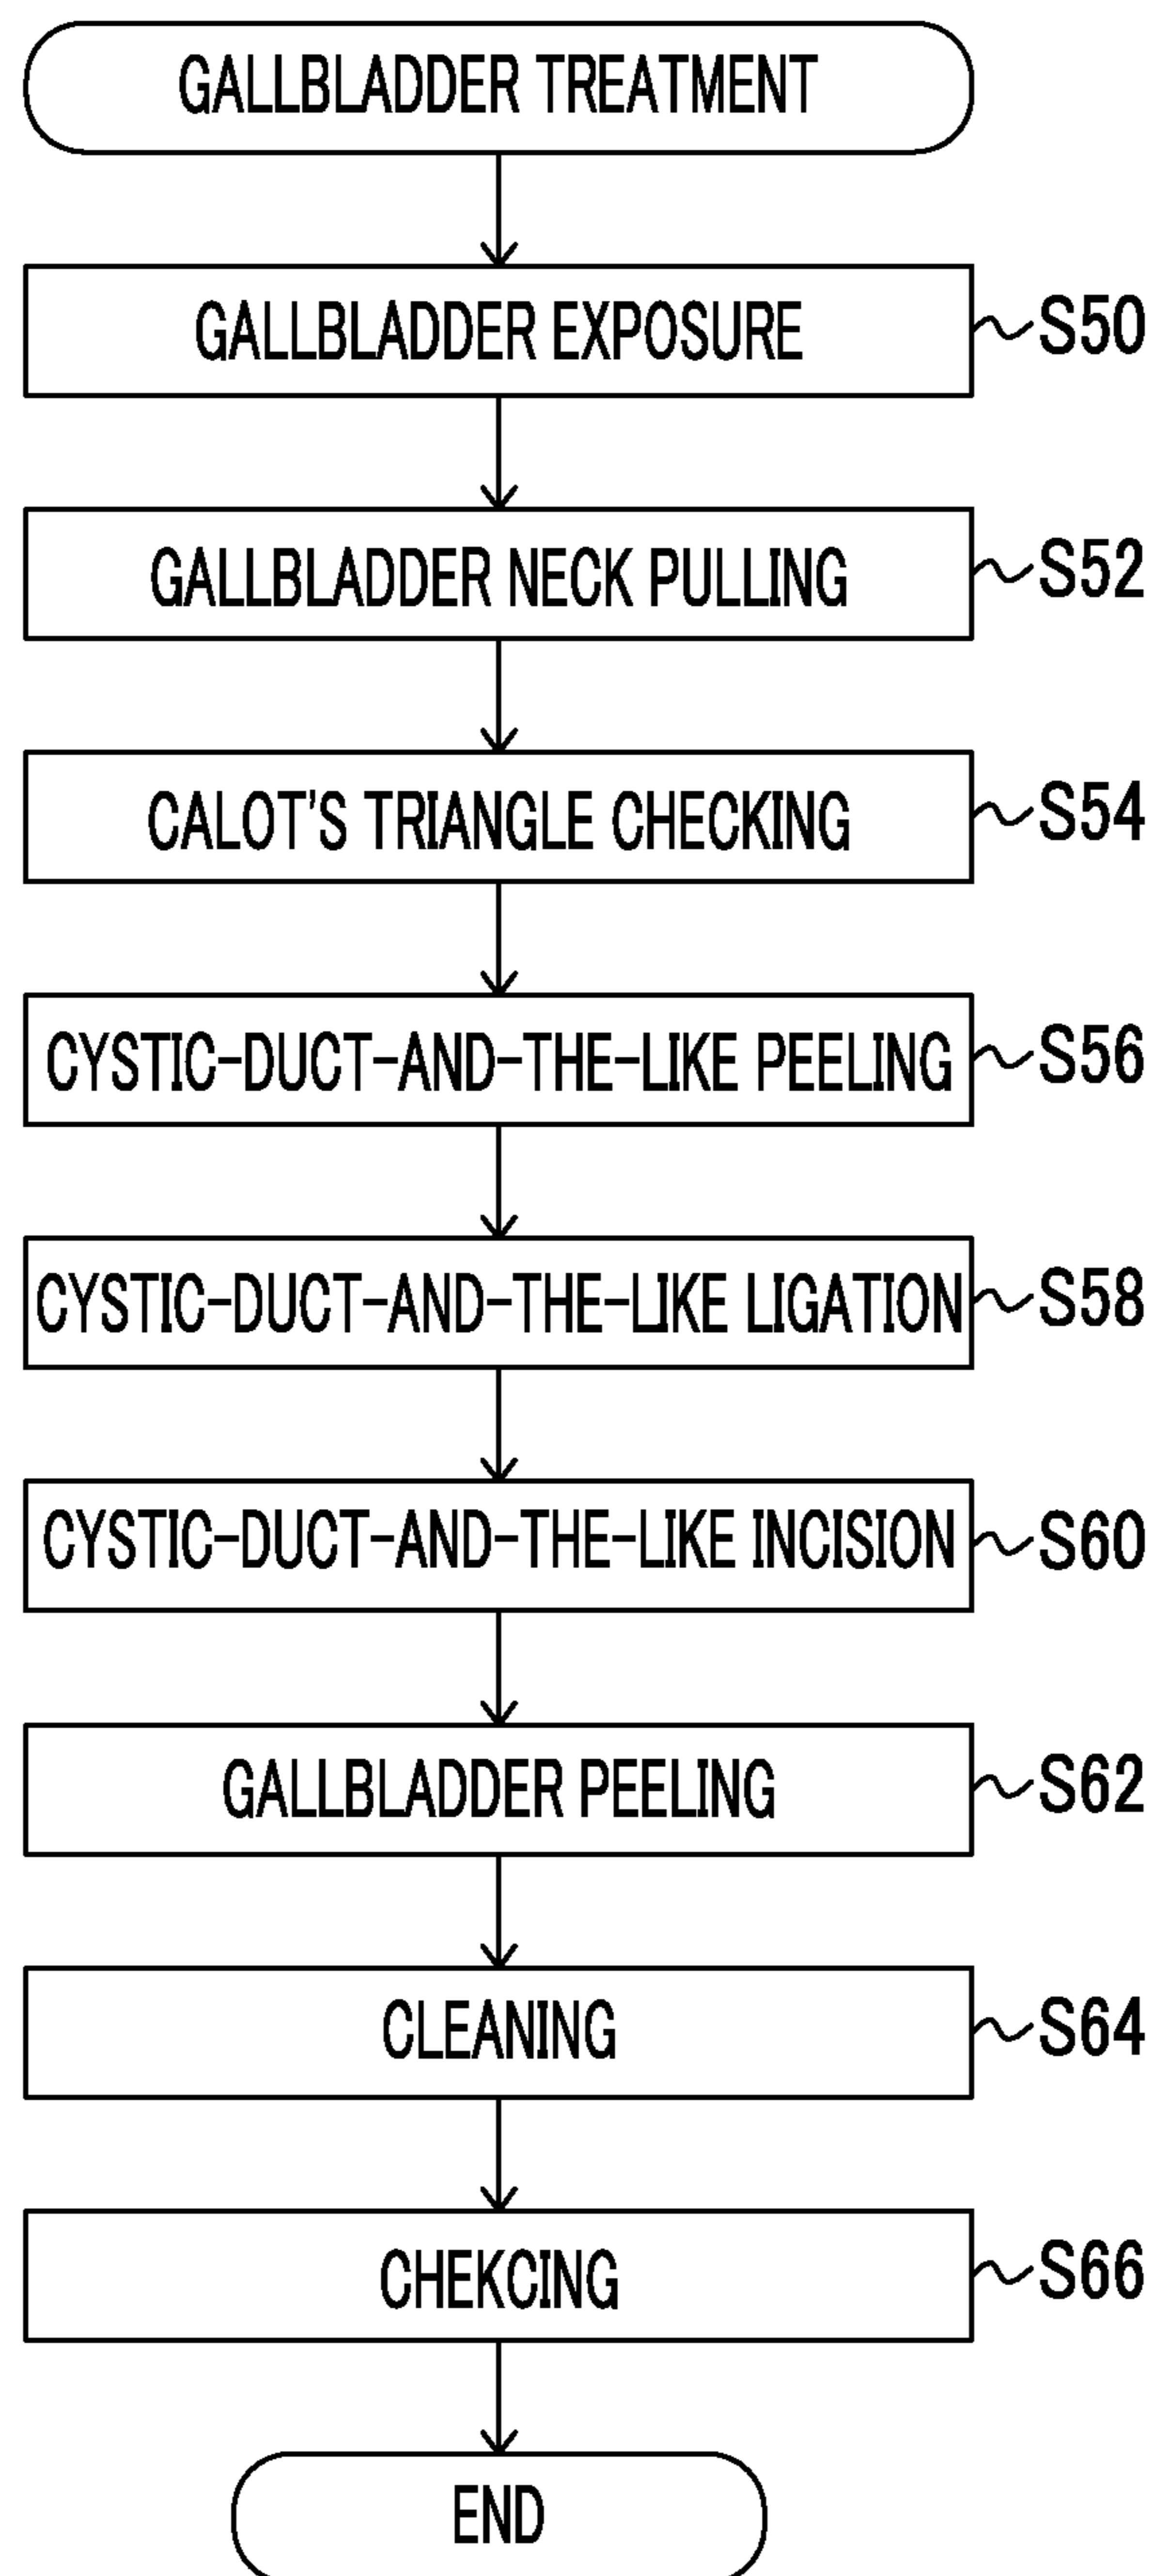 GALLBLADDER TREATMENT
GALLBLADDER EXPOSURE S50
GALLBLADDER NECK PULLING S52
CALOT'S TRIANGLE CHECKING S54
CYSTIC-DUCT-AND-THE-LIKE PEELING S56
CYSTIC-DUCT-AND-THE-LIKE LIGATION S58
CYSTIC-DUCT-AND-THE-LIKE INCISION S60
GALLBLADDER PEELING S62
CLEANING S64
CHEKCING S66
END